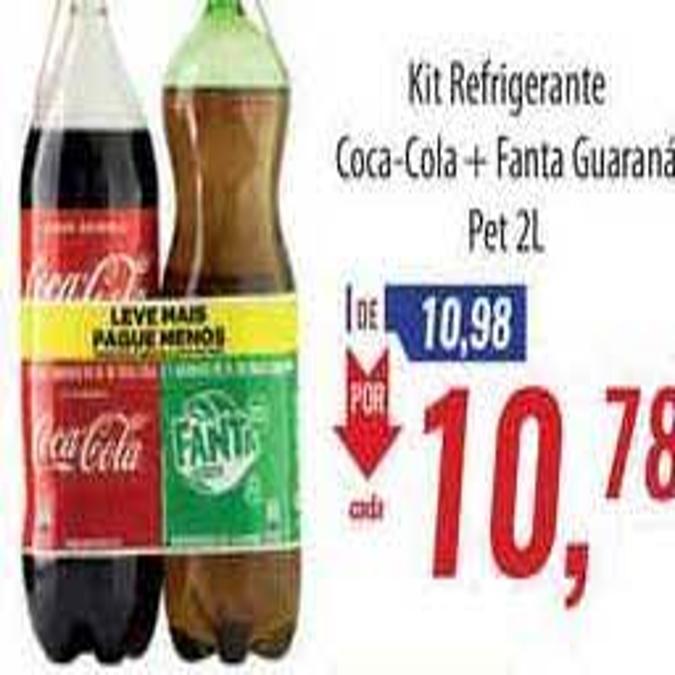 Kit Refrigerante
Coca-Cola + Fanta Guaraná
Pet 2L
DE 10,98
POR
cada
10,78
Coca-Cola
LEVE MAIS
PAGUE MENOS
Coca-Cola
FANTA